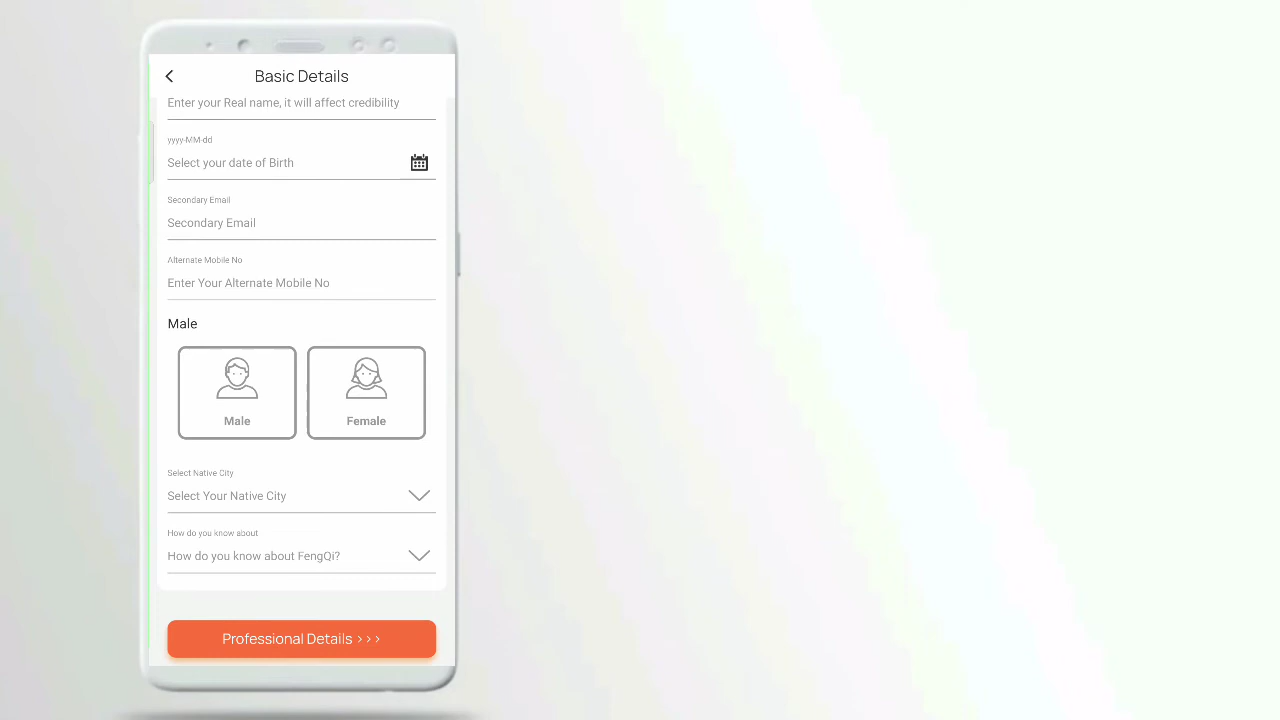 Basic Details
Enter your Real name, it will affect credibility
yyyy-MM-dd
Select your date of Birth
Secondary Email
Secondary Email
Alternate Mobile No
Enter Your Alternate Mobile No
Male
Male
Female
Select Native City
Select Your Native City
How do you know about
How do you know about FengQi?
Professional Details >>>